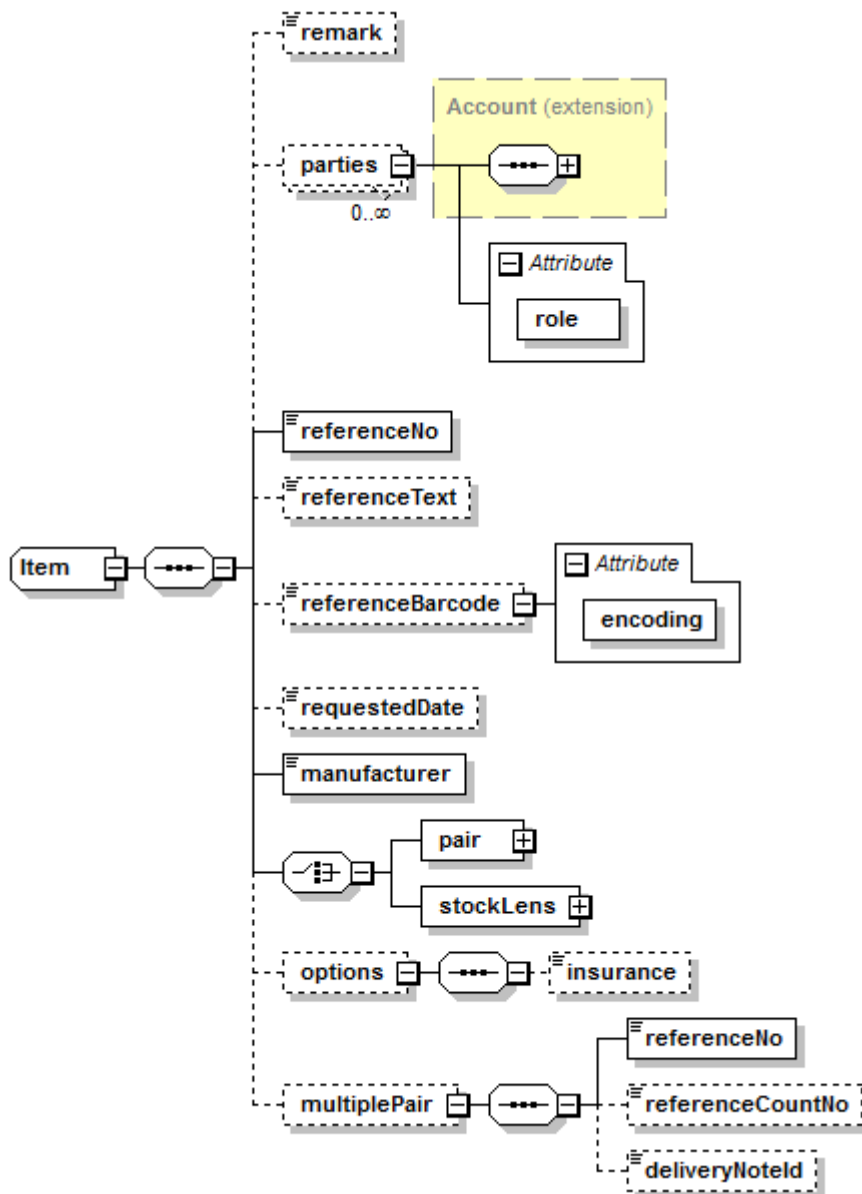 remark
Account (extension)
parties
0..∞
Attribute
role
referenceNo
referenceText
Item
Attribute
referenceBarcode
encoding
requestedDate
manufacturer
pair
stockLens
options
insurance
referenceNo
multiplePair
referenceCountNo
deliveryNoteId